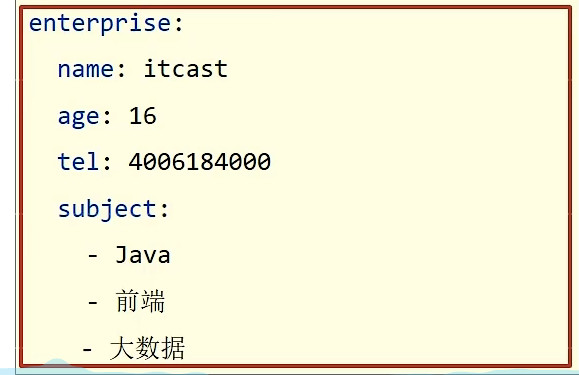 enterprise:
name: itcast
age: 16
tel: 4006184000
subject:
- Java
- 前端
- 大数据